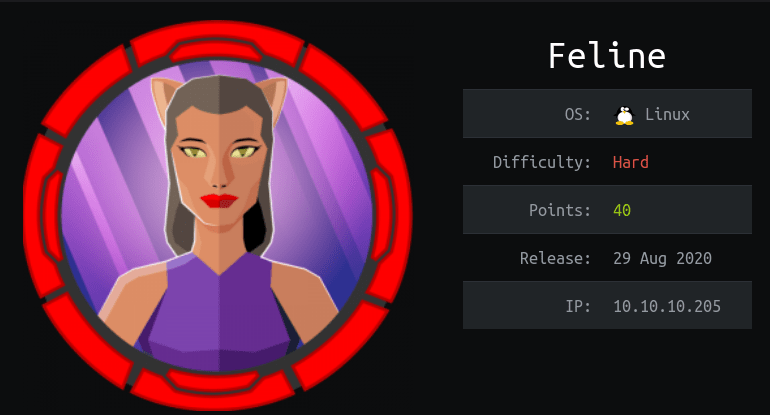 Feline
OS: Linux
Difficulty: Hard
Points: 40
Release: 29 Aug 2020
IP: 10.10.10.205